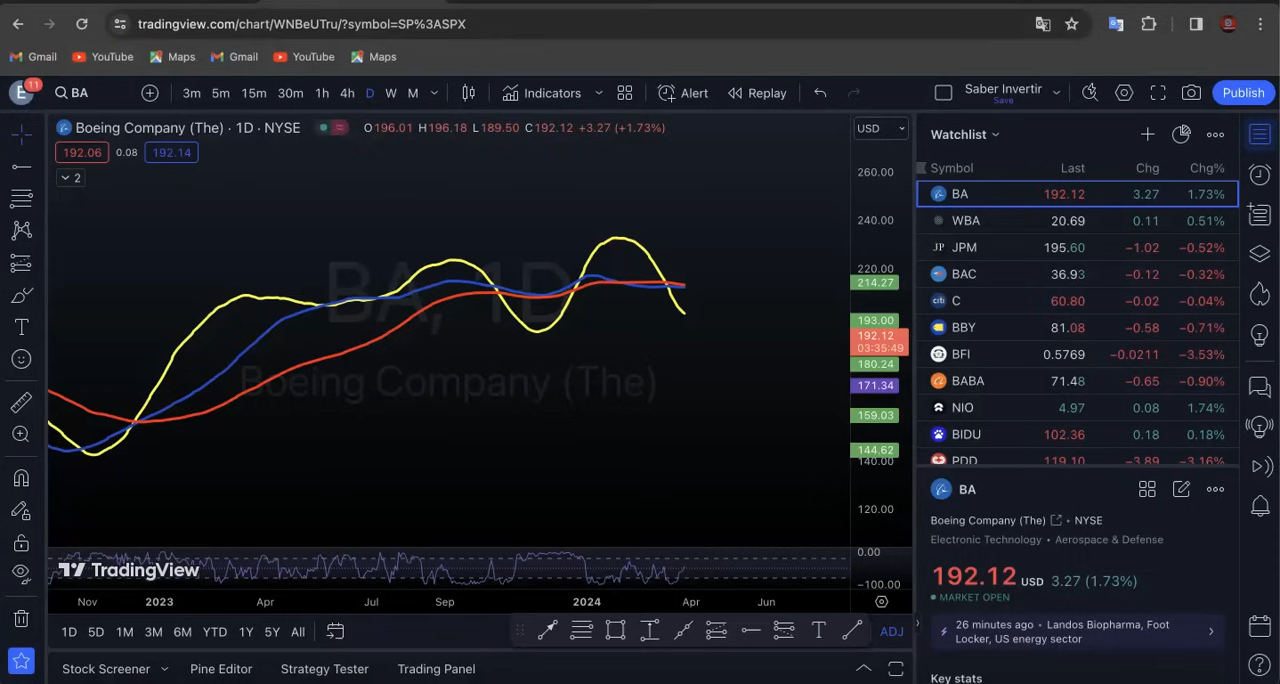 tradingview.com/chart/WNBeUTru/?symbol=SP%3ASPX
Gmail YouTube Maps Gmail YouTube Maps
E 11 BA 3m 5m 15m 30m 1h 4h D W M Indicators Alert Replay Saber Invertir Save Publish
Boeing Company (The) · 1D · NYSE O196.01 H196.18 L189.50 C192.12 +3.27 (+1.73%)
192.06 0.08 192.14
2
BA, 1D
Boeing Company (The)
USD
260.00
240.00
220.00
214.27
193.00
192.12
03:35:49
180.24
171.34
159.03
144.62
140.00
120.00
0.00
−100.00
TradingView
Nov 2023 Apr Jul Sep 2024 Apr Jun
1D 5D 1M 3M 6M YTD 1Y 5Y All ADJ
Stock Screener Pine Editor Strategy Tester Trading Panel
Watchlist
Symbol Last Chg Chg%
BA 192.12 3.27 1.73%
WBA 20.69 0.11 0.51%
JP JPM 195.60 −1.02 −0.52%
BAC 36.93 −0.12 −0.32%
citi C 60.80 −0.02 −0.04%
BBY 81.08 −0.58 −0.71%
BFI 0.5769 −0.0211 −3.53%
BABA 71.48 −0.65 −0.90%
NIO 4.97 0.08 1.74%
BIDU 102.36 0.18 0.18%
PDD 119.10 −3.89 −3.16%
BA
Boeing Company (The) • NYSE
Electronic Technology • Aerospace & Defense
192.12 USD 3.27 (1.73%)
MARKET OPEN
26 minutes ago • Landos Biopharma, Foot
Locker, US energy sector
Key stats